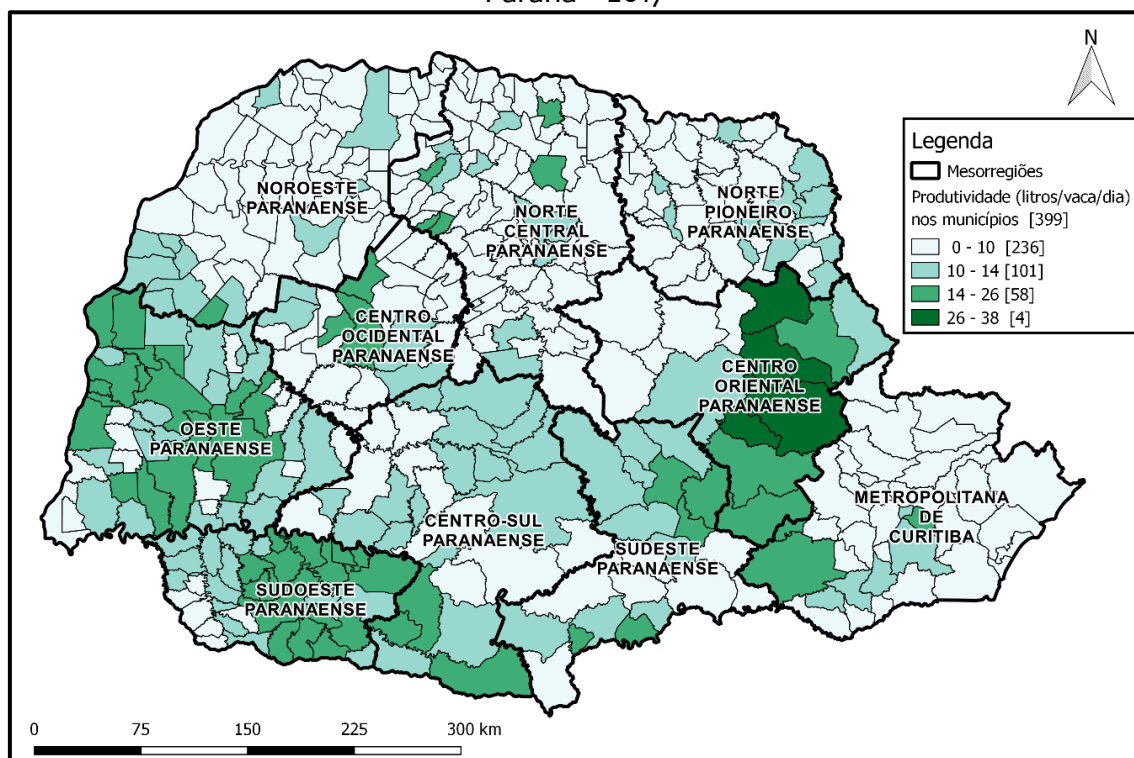 Paraná - 2017
N
Legenda
Mesorregiões
Produtividade (litros/vaca/dia)
nos municípios [399]
0 - 10 [236]
10 - 14 [101]
14 - 26 [58]
26 - 38 [4]
NOROESTE
PARANAENSE
NORTE
CENTRAL
PARANAENSE
NORTE
PIONEIRO
PARANAENSE
CENTRO
OCIDENTAL
PARANAENSE
CENTRO
ORIENTAL
PARANAENSE
OESTE
PARANAENSE
CENTRO-SUL
PARANAENSE
METROPOLITANA
DE
CURITIBA
SUDESTE
PARANAENSE
SUDOESTE
PARANAENSE
0 75 150 225 300 km